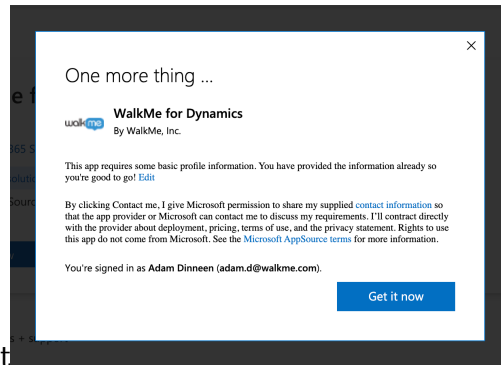 One more thing ...
walkme
WalkMe for Dynamics
By WalkMe, Inc.
This app requires some basic profile information. You have provided the information already so
you're good to go! Edit
By clicking Contact me, I give Microsoft permission to share my supplied contact information so
that the app provider or Microsoft can contact me to discuss my requirements. I'll contract directly
with the provider about deployment, pricing, terms of use, and the privacy statement. Rights to use
this app do not come from Microsoft. See the Microsoft AppSource terms for more information.
You're signed in as Adam Dinneen (adam.d@walkme.com).
Get it now